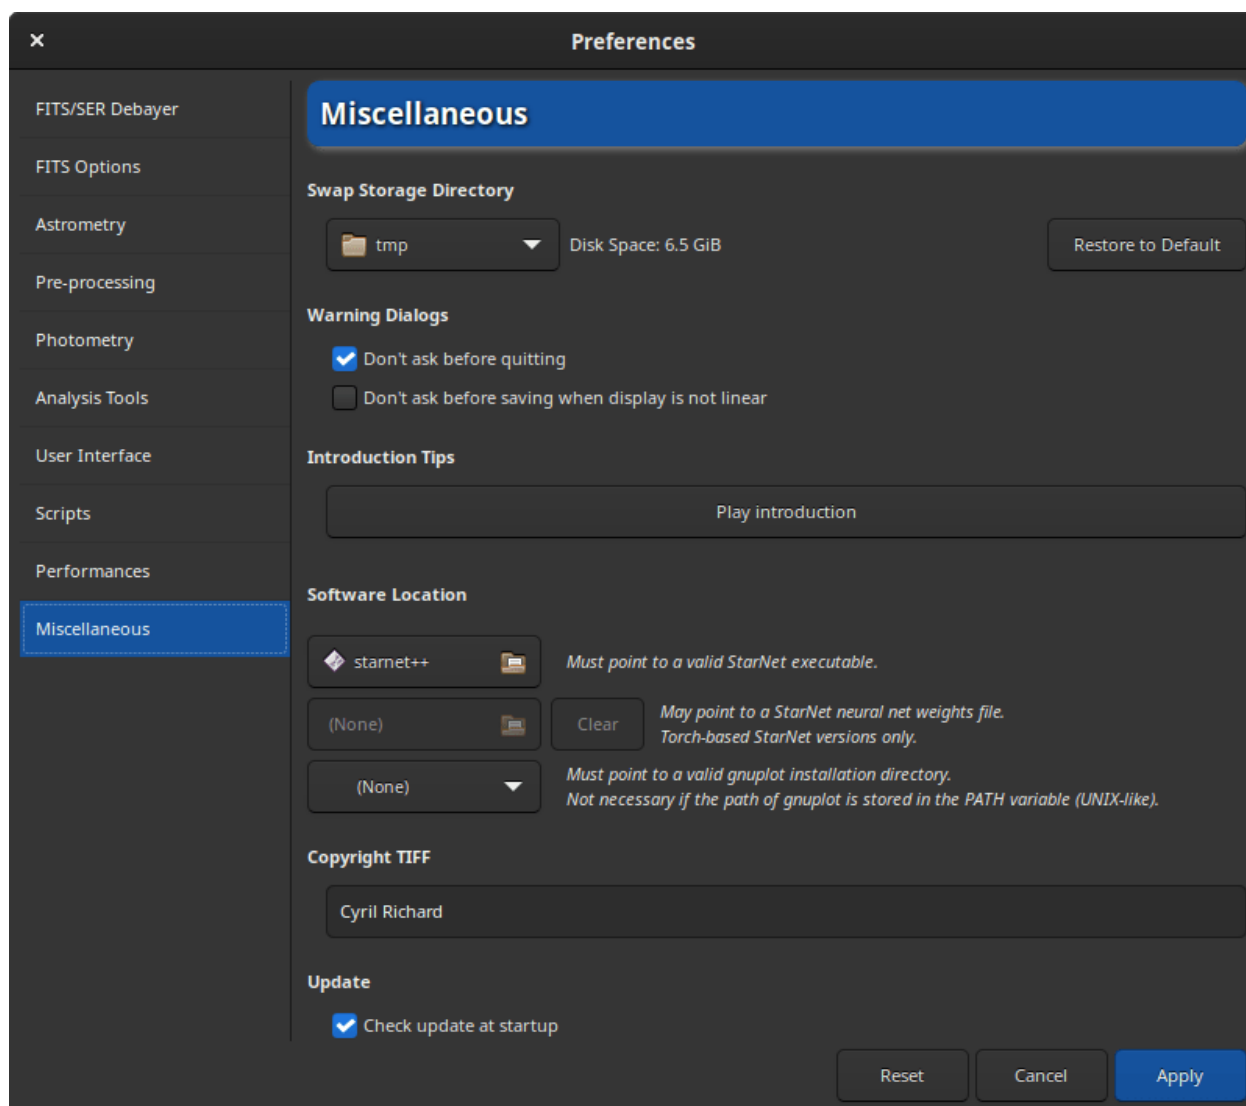 Preferences
FITS/SER Debayer
FITS Options
Astrometry
Pre-processing
Photometry
Analysis Tools
User Interface
Scripts
Performances
Miscellaneous
Miscellaneous
Swap Storage Directory
tmp
Disk Space: 6.5 GiB
Restore to Default
Warning Dialogs
Don't ask before quitting
Don't ask before saving when display is not linear
Introduction Tips
Play introduction
Software Location
starnet++
Must point to a valid StarNet executable.
(None)
Clear
May point to a StarNet neural net weights file.
Torch-based StarNet versions only.
(None)
Must point to a valid gnuplot installation directory.
Not necessary if the path of gnuplot is stored in the PATH variable (UNIX-like).
Copyright TIFF
Cyril Richard
Update
Check update at startup
Reset
Cancel
Apply